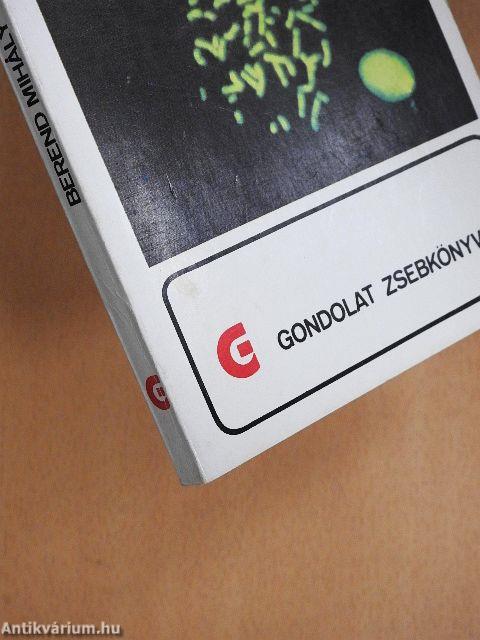 BEREND MIHÁLY
GONDOLAT ZSEBKÖNYV
Antikvárium.hu